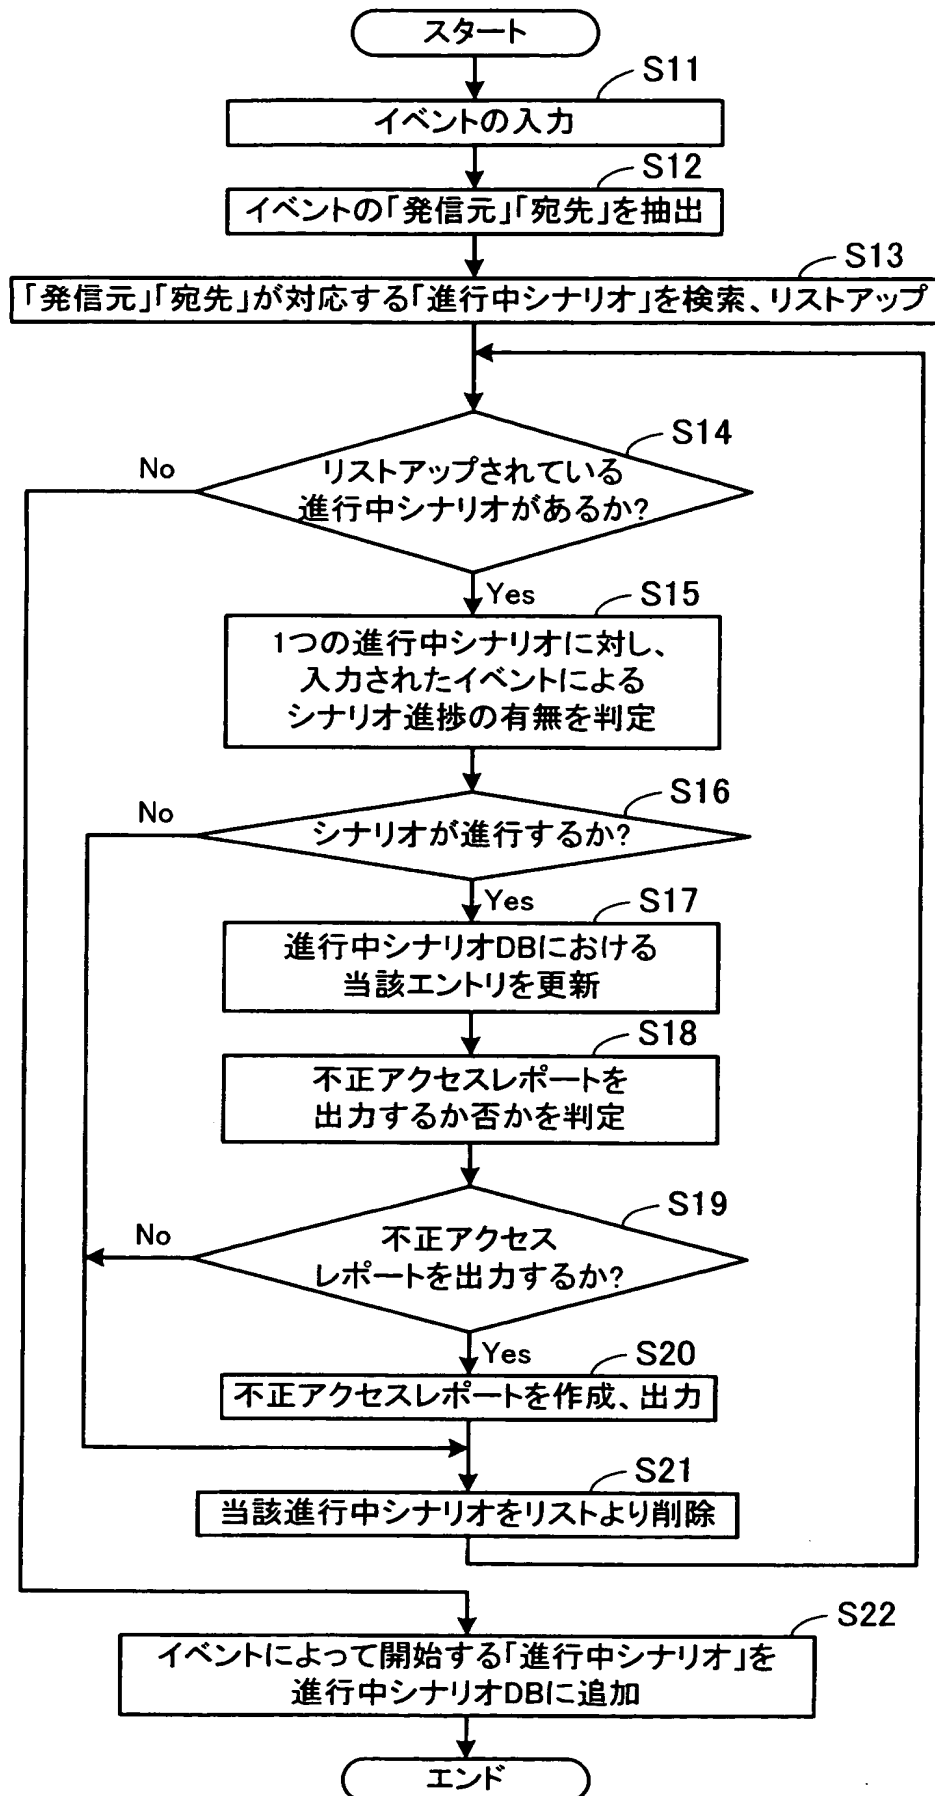 スタート
S11
イベントの入力
S12
イベントの「発信元」「宛先」を抽出
S13
「発信元」「宛先」が対応する「進行中シナリオ」を検索、リストアップ
S14
No
リストアップされている
進行中シナリオがあるか?
Yes
S15
1つの進行中シナリオに対し、
入力されたイベントによる
シナリオ進捗の有無を判定
S16
No
シナリオが進行するか?
Yes
S17
進行中シナリオDBにおける
当該エントリを更新
S18
不正アクセスレポートを
出力するか否かを判定
S19
No
不正アクセス
レポートを出力するか?
Yes
S20
不正アクセスレポートを作成、出力
S21
当該進行中シナリオをリストより削除
S22
イベントによって開始する「進行中シナリオ」を
進行中シナリオDBに追加
エンド